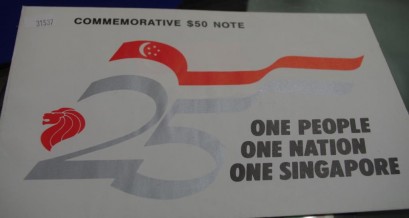 COMMEMORATIVE $50 NOTE
25
ONE PEOPLE
ONE NATION
ONE SINGAPORE